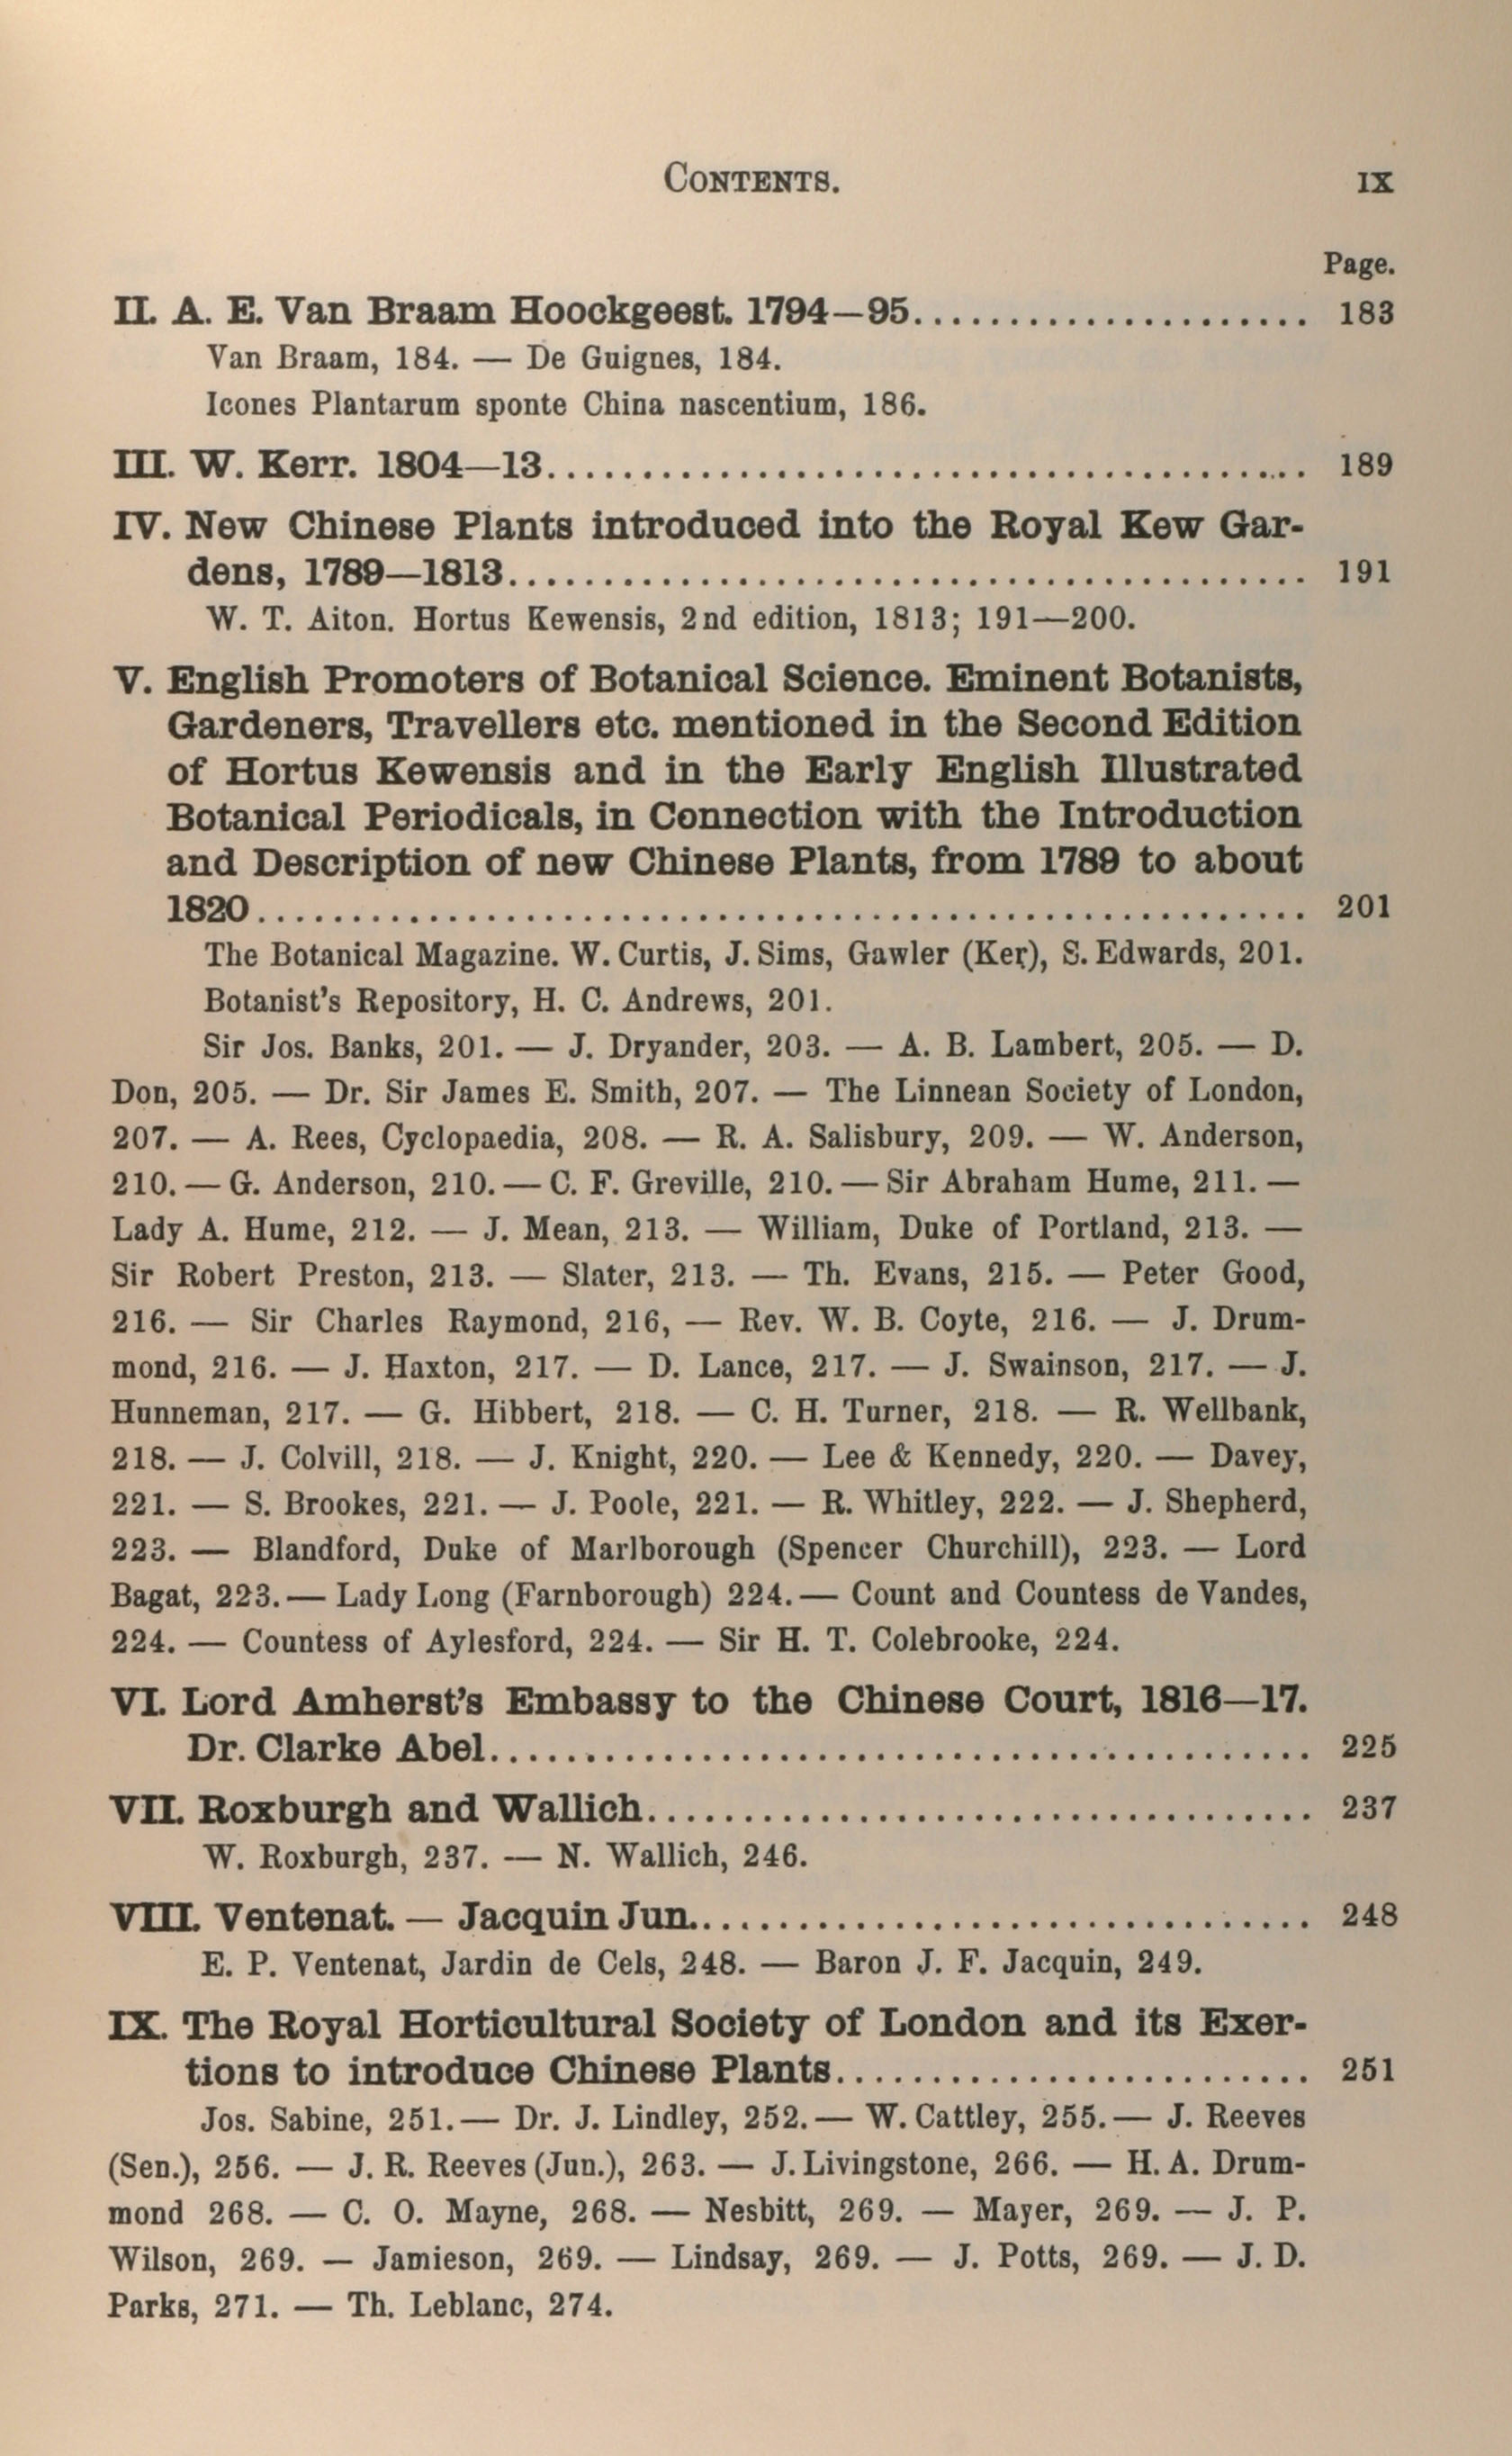 CONTENTS. IX
Page.
II. A. E. Van Braam Hoockgeest. 1794—95........................ 183
Van Braam, 184. — De Guignes, 184.
Icones Plantarum sponte China nascentium, 186.
III. W. Kerr. 1804—13........................................ 189
IV. New Chinese Plants introduced into the Royal Kew Gar-
dens, 1789—1813.......................................... 191
W. T. Aiton. Hortus Kewensis, 2nd edition, 1813; 191—200.
V. English Promoters of Botanical Science. Eminent Botanists,
Gardeners, Travellers etc. mentioned in the Second Edition
of Hortus Kewensis and in the Early English Illustrated
Botanical Periodicals, in Connection with the Introduction
and Description of new Chinese Plants, from 1789 to about
1820........................................................ 201
The Botanical Magazine. W. Curtis, J. Sims, Gawler (Ker), S. Edwards, 201.
Botanist's Repository, H. C. Andrews, 201.
Sir Jos. Banks, 201. — J. Dryander, 203. — A. B. Lambert, 205. — D.
Don, 205. — Dr. Sir James E. Smith, 207. — The Linnean Society of London,
207. — A. Rees, Cyclopaedia, 208. — R. A. Salisbury, 209. — W. Anderson,
210. — G. Anderson, 210. — C. F. Greville, 210. — Sir Abraham Hume, 211. —
Lady A. Hume, 212. — J. Mean, 213. — William, Duke of Portland, 213. —
Sir Robert Preston, 213. — Slater, 213. — Th. Evans, 215. — Peter Good,
216. — Sir Charles Raymond, 216, — Rev. W. B. Coyte, 216. — J. Drum-
mond, 216. — J. Haxton, 217. — D. Lance, 217. — J. Swainson, 217. — J.
Hunneman, 217. — G. Hibbert, 218. — C. H. Turner, 218. — R. Wellbank,
218. — J. Colvill, 218. — J. Knight, 220. — Lee & Kennedy, 220. — Davey,
221. — S. Brookes, 221. — J. Poole, 221. — R. Whitley, 222. — J. Shepherd,
223. — Blandford, Duke of Marlborough (Spencer Churchill), 223. — Lord
Bagat, 223. — Lady Long (Farnborough) 224. — Count and Countess de Vandes,
224. — Countess of Aylesford, 224. — Sir H. T. Colebrooke, 224.
VI. Lord Amherst's Embassy to the Chinese Court, 1816—17.
Dr. Clarke Abel............................................ 225
VII. Roxburgh and Wallich................................... 237
W. Roxburgh, 237. — N. Wallich, 246.
VIII. Ventenat. — Jacquin Jun................................. 248
E. P. Ventenat, Jardin de Cels, 248. — Baron J. F. Jacquin, 249.
IX. The Royal Horticultural Society of London and its Exer-
tions to introduce Chinese Plants......................... 251
Jos. Sabine, 251. — Dr. J. Lindley, 252. — W. Cattley, 255. — J. Reeves
(Sen.), 256. — J. R. Reeves (Jun.), 263. — J. Livingstone, 266. — H. A. Drum-
mond 268. — C. O. Mayne, 268. — Nesbitt, 269. — Mayer, 269. — J. P.
Wilson, 269. — Jamieson, 269. — Lindsay, 269. — J. Potts, 269. — J. D.
Parks, 271. — Th. Leblanc, 274.